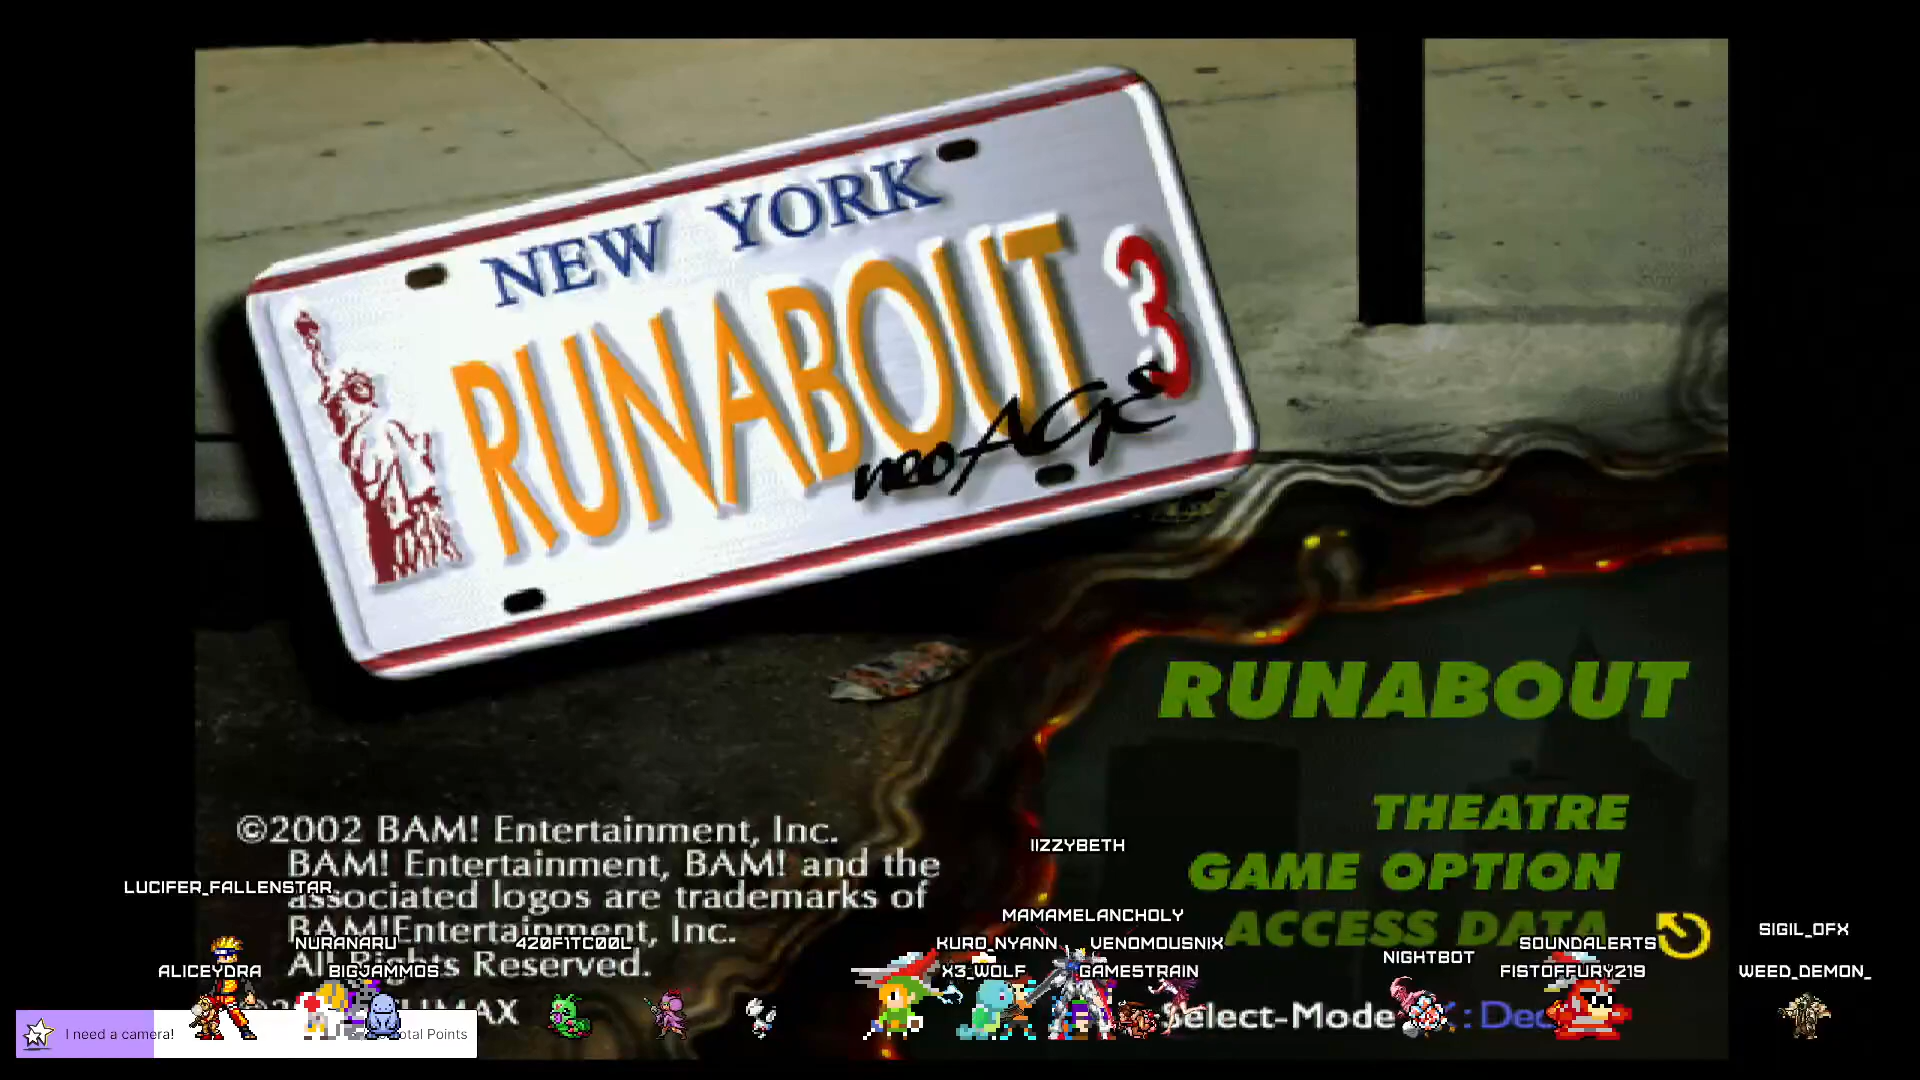 NEW YORK
RUNABOUT 3
neoAGE
RUNABOUT
THEATRE
GAME OPTION
ACCESS DATA
©2002 BAM! Entertainment, Inc.
BAM! Entertainment, BAM! and the
associated logos are trademarks of
BAM!Entertainment, Inc.
All Rights Reserved.
IIZZYBETH
LUCIFER_FALLENSTAR
MAMAMELANCHOLY
SIGIL_OFX
NURANARU
420F1TC00L
KURO_NYANN
VENOMOUSNIX
SOUNDALERTS
NIGHTBOT
ALICEYDRA
BIGJAMMOS
X3_WOLF
GAMESTRAIN
FISTOFFURY219
WEED_DEMON_
Select-Mode
I need a camera!
Points